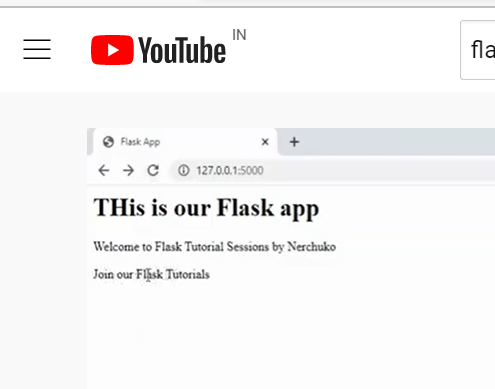 YouTube IN
fla
Flask App
127.0.0.1:5000
THis is our Flask app
Welcome to Flask Tutorial Sessions by Nerchuko
Join our Flask Tutorials